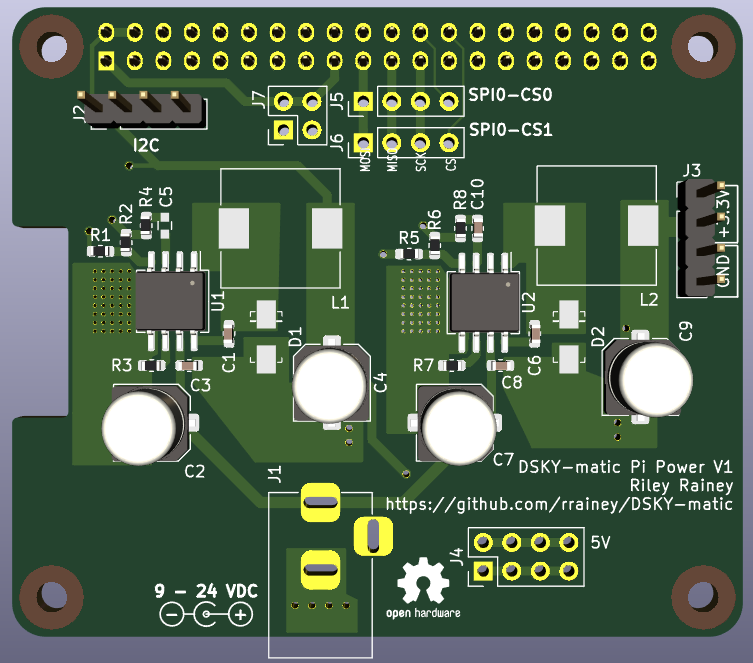 J7
J5
SPI0-CS0
J2
I2C
J6
SPI0-CS1
MOSI
MISO
SCK
CS
J3
+3.3V
GND
R4
C5
R2
R1
R8
C10
R6
R5
U1
L1
U2
L2
R3
C3
C1
D1
C4
R7
C8
C6
D2
C9
C2
C7
J1
DSKY-matic Pi Power V1
Riley Rainey
https://github.com/rrainey/DSKY-matic
J4
5V
9 - 24 VDC
open hardware